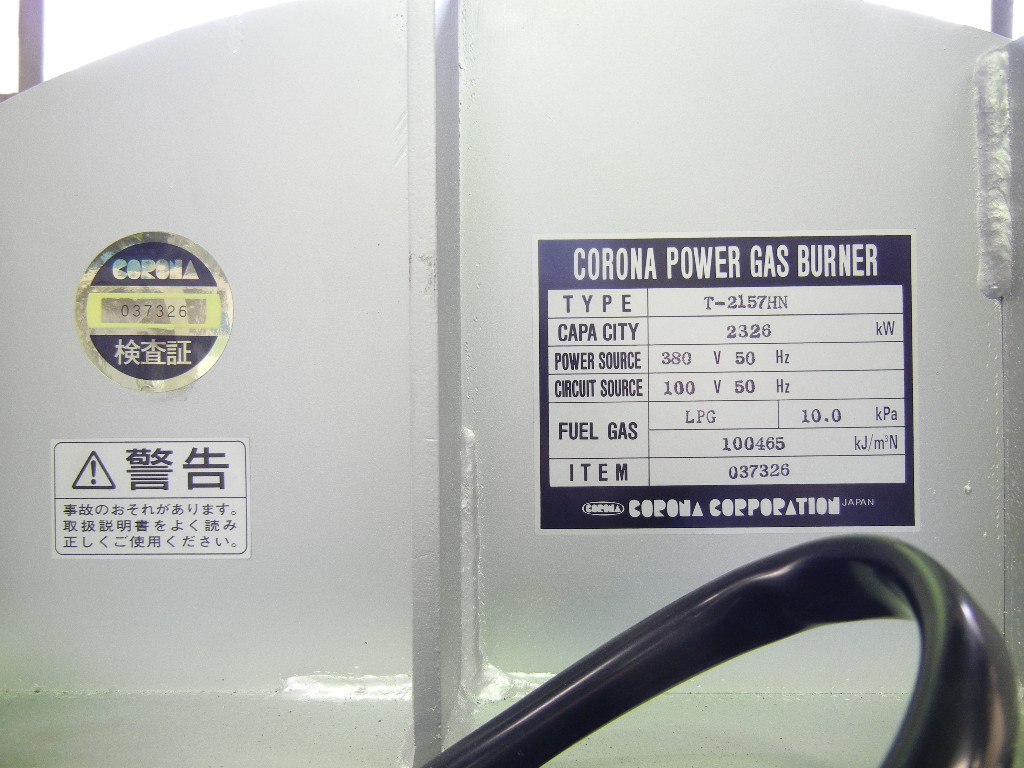 CORONA
037326
検査証
警告
事故のおそれがあります。
取扱説明書をよく読み
正しくご使用ください。
CORONA POWER GAS BURNER
TYPE T-2157HN
CAPACITY 2326 kW
POWER SOURCE 380 V 50 Hz
CIRCUIT SOURCE 100 V 50 Hz
FUEL GAS LPG 10.0 kPa
100465 kJ/m³N
ITEM 037326
CORONA CORONA CORPORATION JAPAN